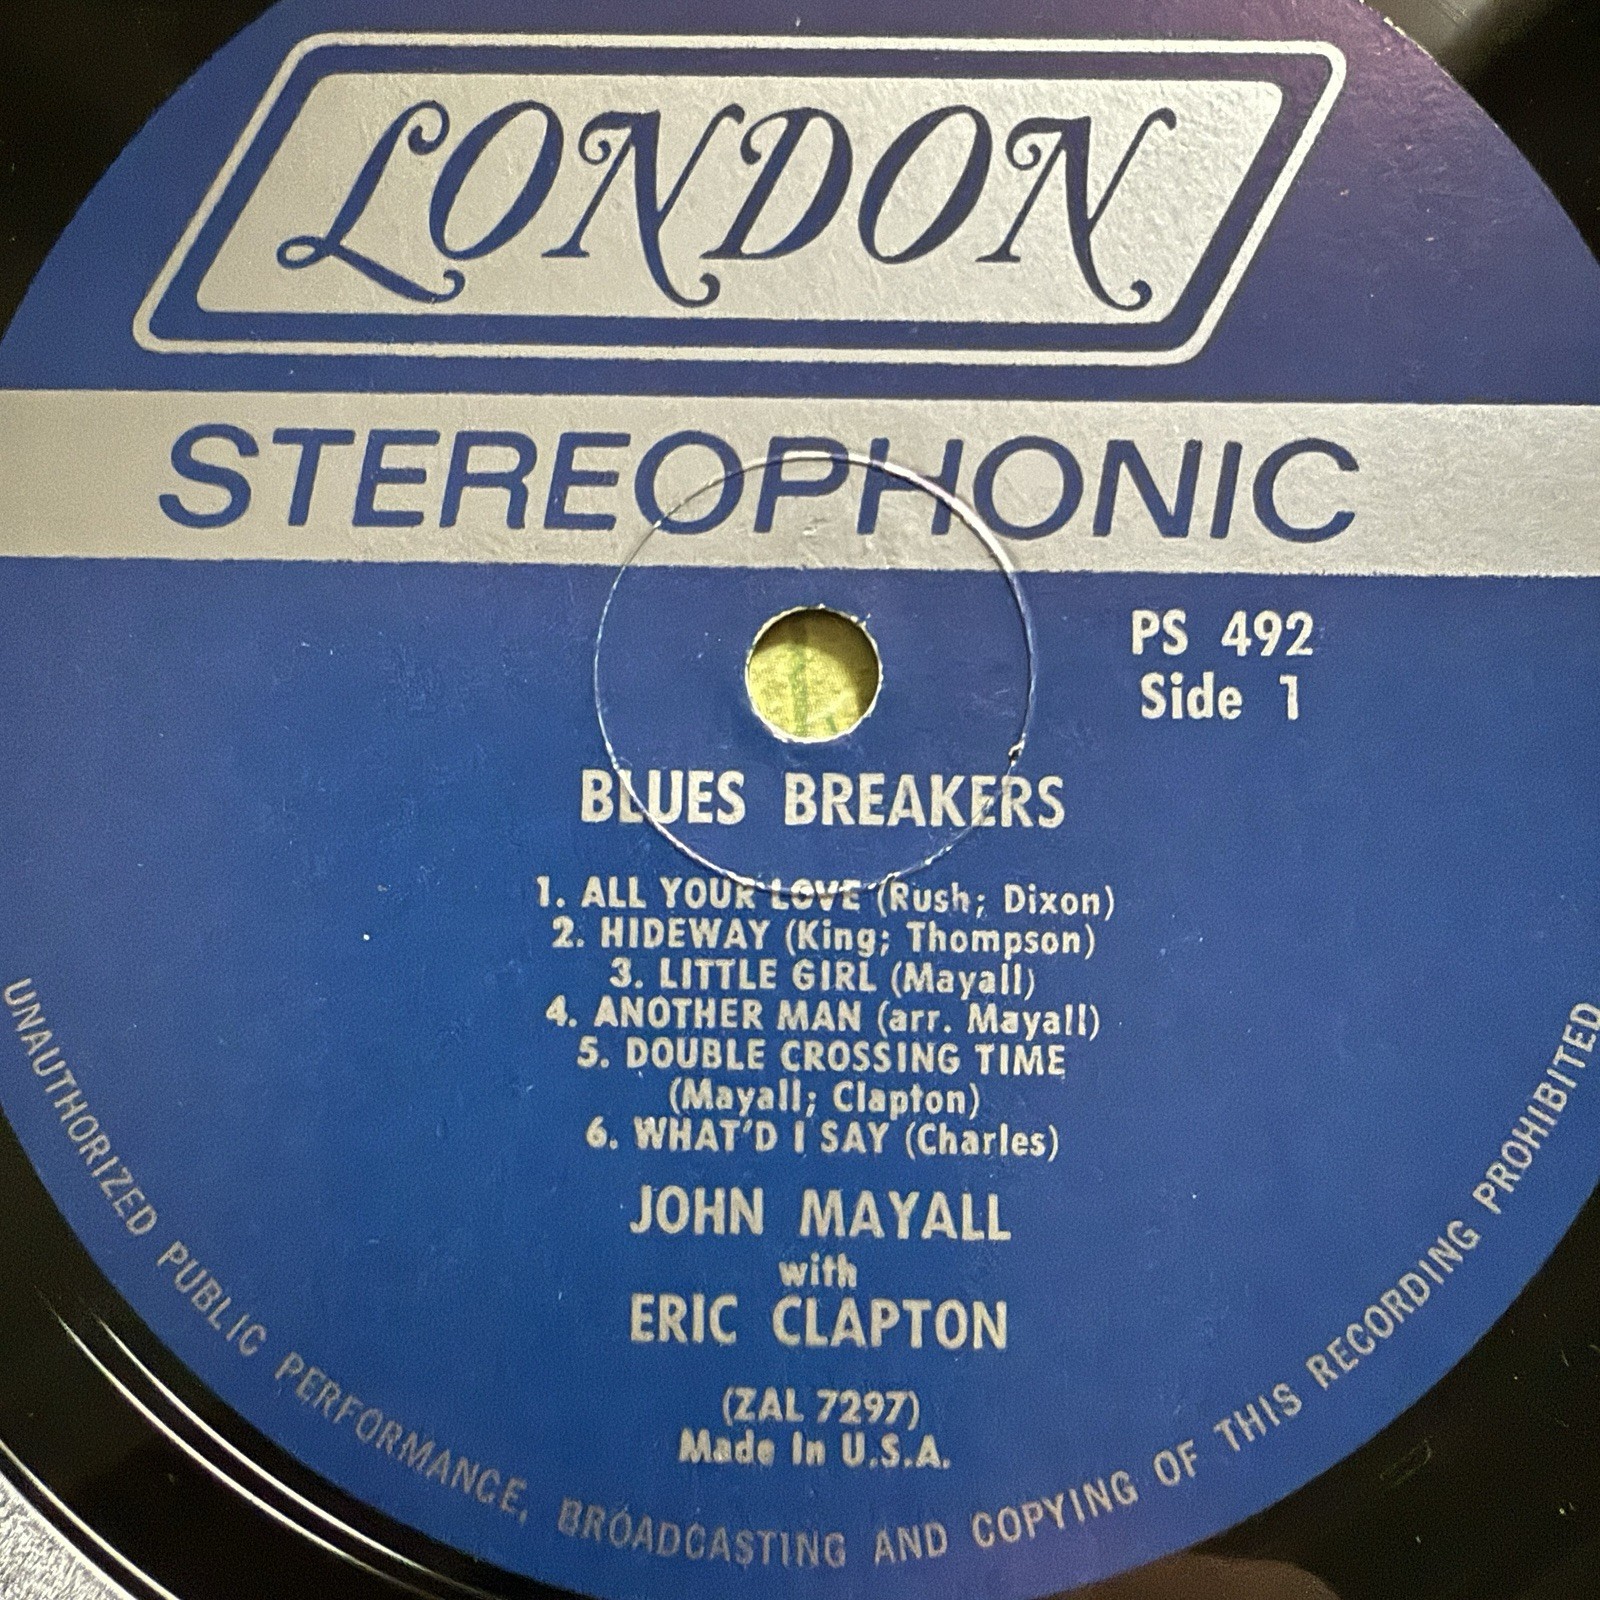 LONDON
STEREOPHONIC
PS 492
Side 1
BLUES BREAKERS
1. ALL YOUR LOVE (Rush; Dixon)
2. HIDEWAY (King; Thompson)
3. LITTLE GIRL (Mayall)
4. ANOTHER MAN (arr. Mayall)
5. DOUBLE CROSSING TIME
(Mayall; Clapton)
6. WHAT'D I SAY (Charles)
JOHN MAYALL
with
ERIC CLAPTON
(ZAL 7297)
Made In U.S.A.
UNAUTHORIZED PUBLIC PERFORMANCE, BROADCASTING AND COPYING OF THIS RECORDING PROHIBITED